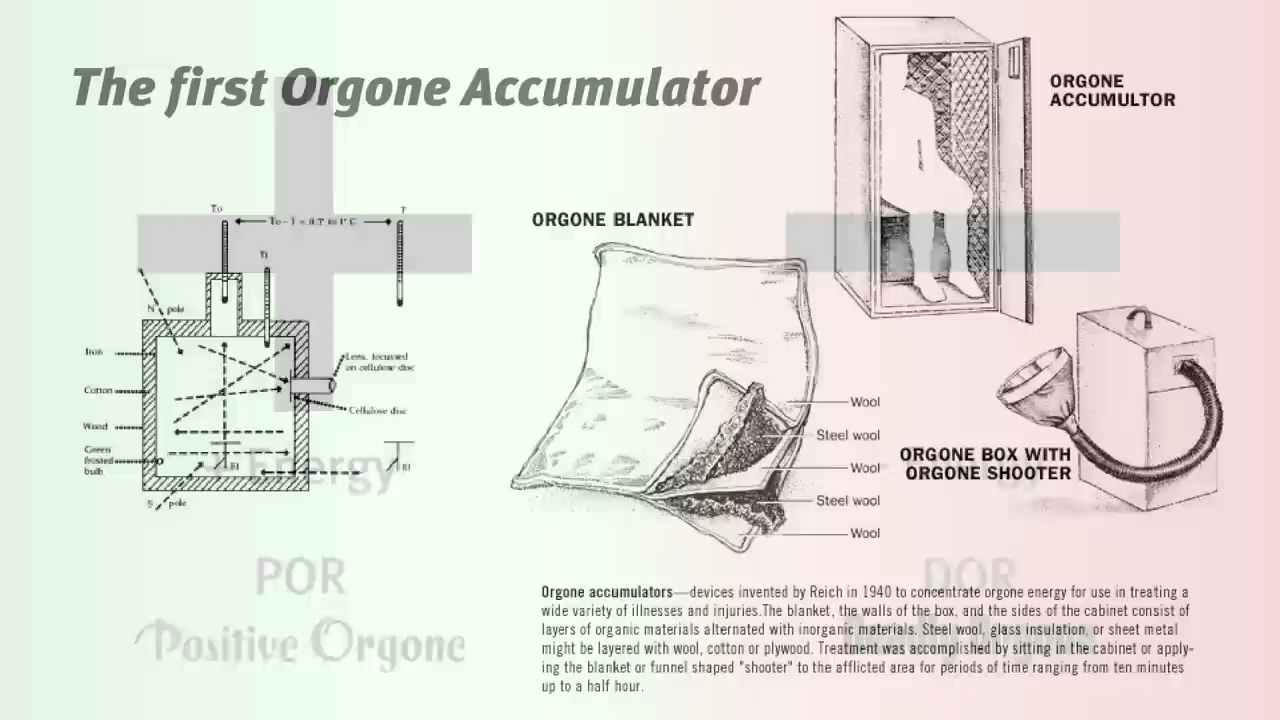 The first Orgone Accumulator
ORGONE
ACCUMULTOR
ORGONE BLANKET
To
T
Ti
N pole
Iron
Cotton
Wood
Green
frosted
bulb
S pole
Lens, focussed
on cellulose disc
Cellulose disc
El
El
Wool
Steel wool
Wool
Steel wool
Wool
ORGONE BOX WITH
ORGONE SHOOTER
Energy
POR
Positive Orgone
DOR
Orgone accumulators—devices invented by Reich in 1940 to concentrate orgone energy for use in treating a
wide variety of illnesses and injuries.The blanket, the walls of the box, and the sides of the cabinet consist of
layers of organic materials alternated with inorganic materials. Steel wool, glass insulation, or sheet metal
might be layered with wool, cotton or plywood. Treatment was accomplished by sitting in the cabinet or apply-
ing the blanket or funnel shaped "shooter" to the afflicted area for periods of time ranging from ten minutes
up to a half hour.